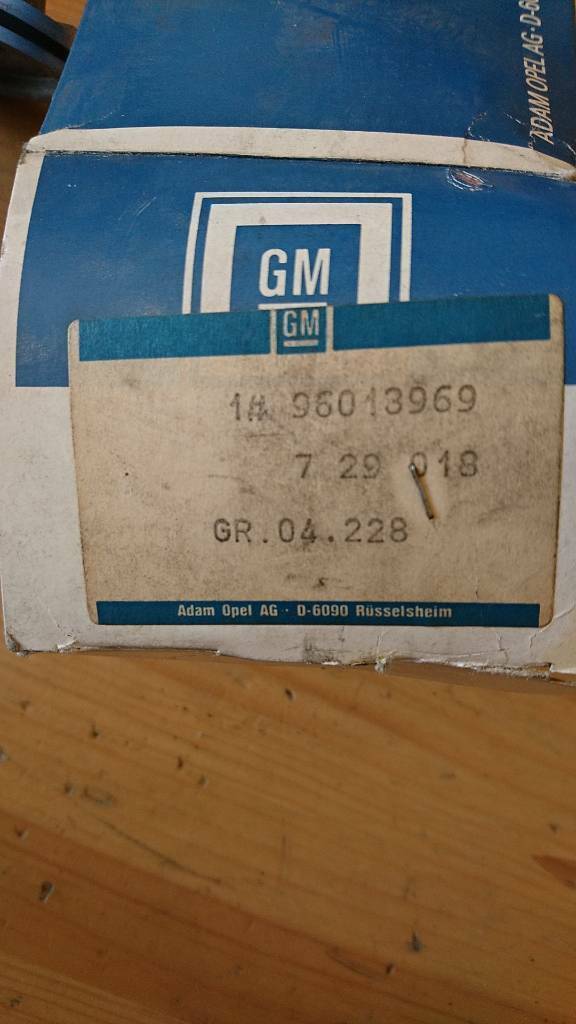 ADAM OPEL AG · D-6
GM
GM
1# 96013969
7 29 018
GR.04.228
Adam Opel AG · D-6090 Rüsselsheim